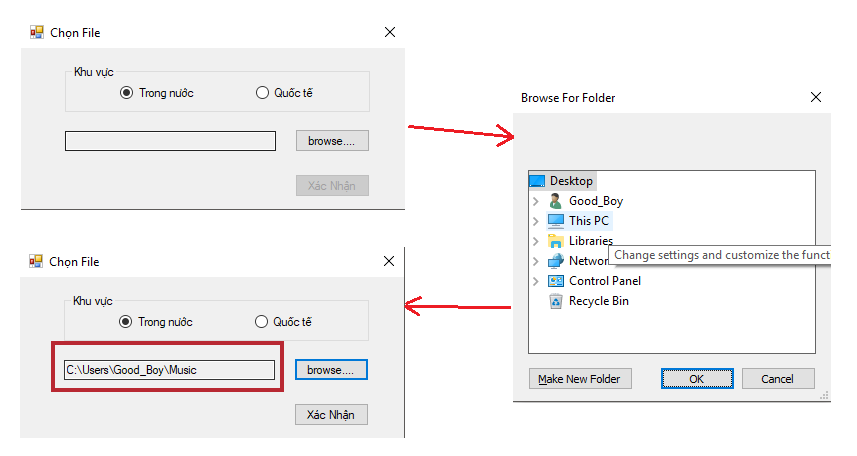 Chọn File
Khu vực
Trong nước
Quốc tế
browse....
Xác Nhận
Browse For Folder
Desktop
Good_Boy
This PC
Libraries
Networ
Change settings and customize the funct
Control Panel
Recycle Bin
Make New Folder
OK
Cancel
Chọn File
Khu vực
Trong nước
Quốc tế
C:\Users\Good_Boy\Music
browse....
Xác Nhận